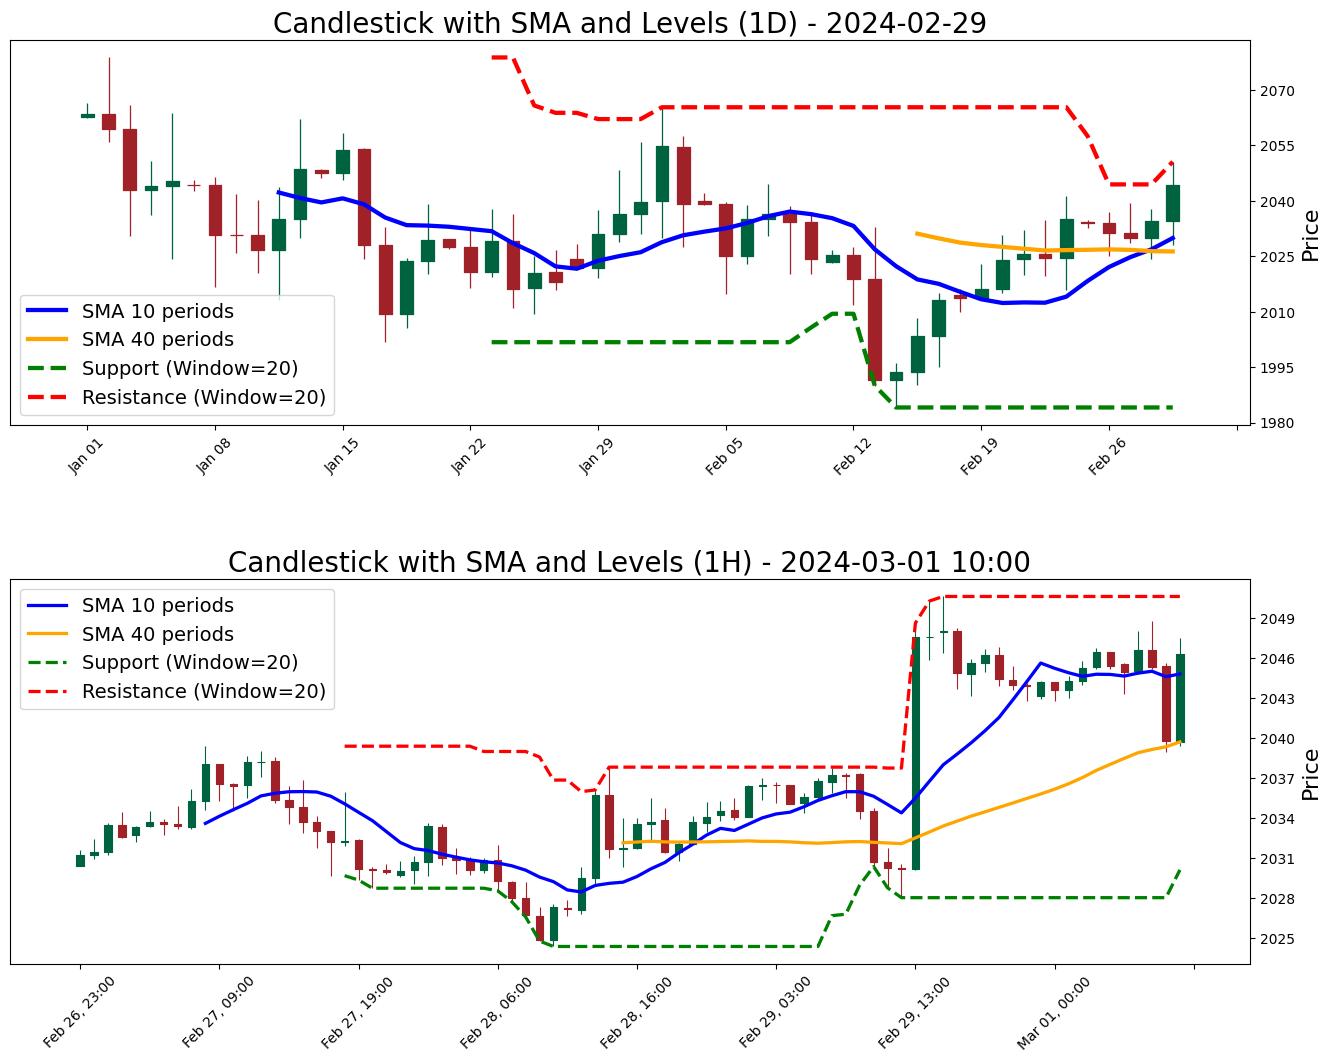 Candlestick with SMA and Levels (1D) - 2024-02-29
2070
2055
2040
2025
2010
1995
1980
Price
SMA 10 periods
SMA 40 periods
Support (Window=20)
Resistance (Window=20)
Jan 01
Jan 08
Jan 15
Jan 22
Jan 29
Feb 05
Feb 12
Feb 19
Feb 26
Candlestick with SMA and Levels (1H) - 2024-03-01 10:00
SMA 10 periods
SMA 40 periods
Support (Window=20)
Resistance (Window=20)
2049
2046
2043
2040
2037
2034
2031
2028
2025
Price
Feb 26, 23:00
Feb 27, 09:00
Feb 27, 19:00
Feb 28, 06:00
Feb 28, 16:00
Feb 29, 03:00
Feb 29, 13:00
Mar 01, 00:00